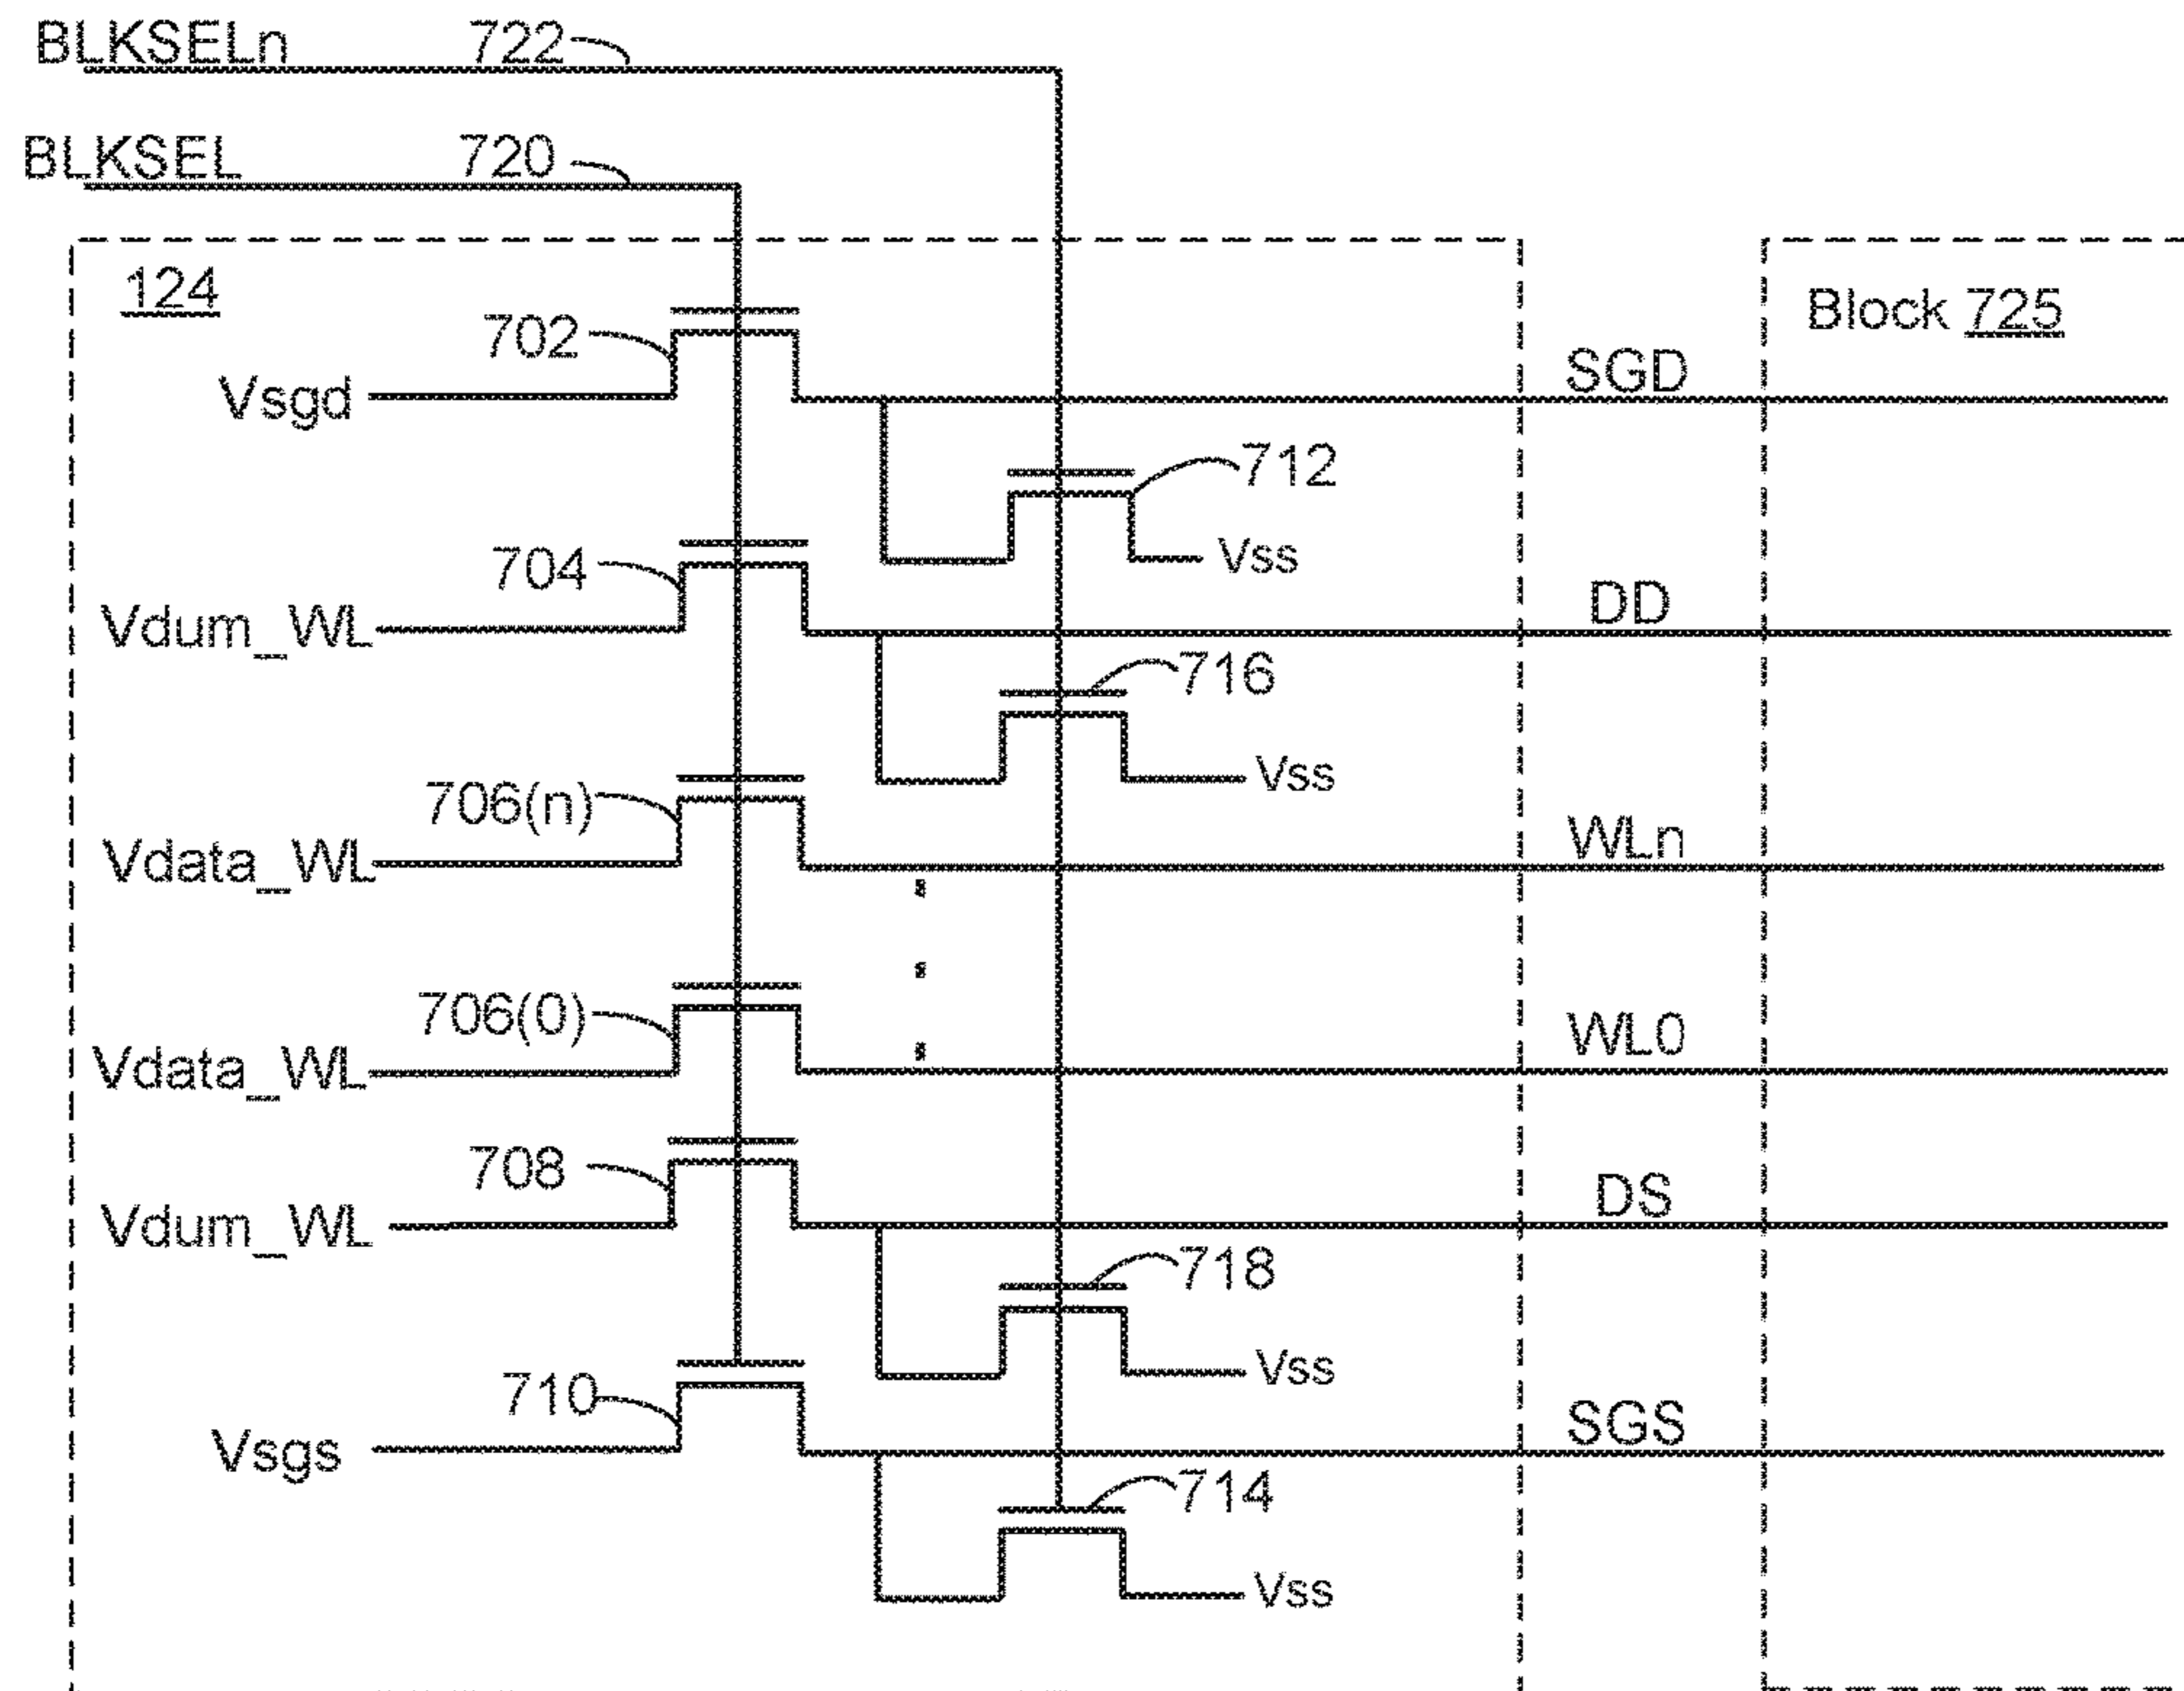 BLKSELn 722
BLKSEL 720
124
Block 725
702
Vsgd
SGD
712
Vss
704
Vdum_WL
DD
716
Vss
706(n)
Vdata_WL
WLn
706(0)
Vdata_WL
WL0
708
Vdum_WL
DS
718
Vss
710
Vsgs
SGS
714
Vss